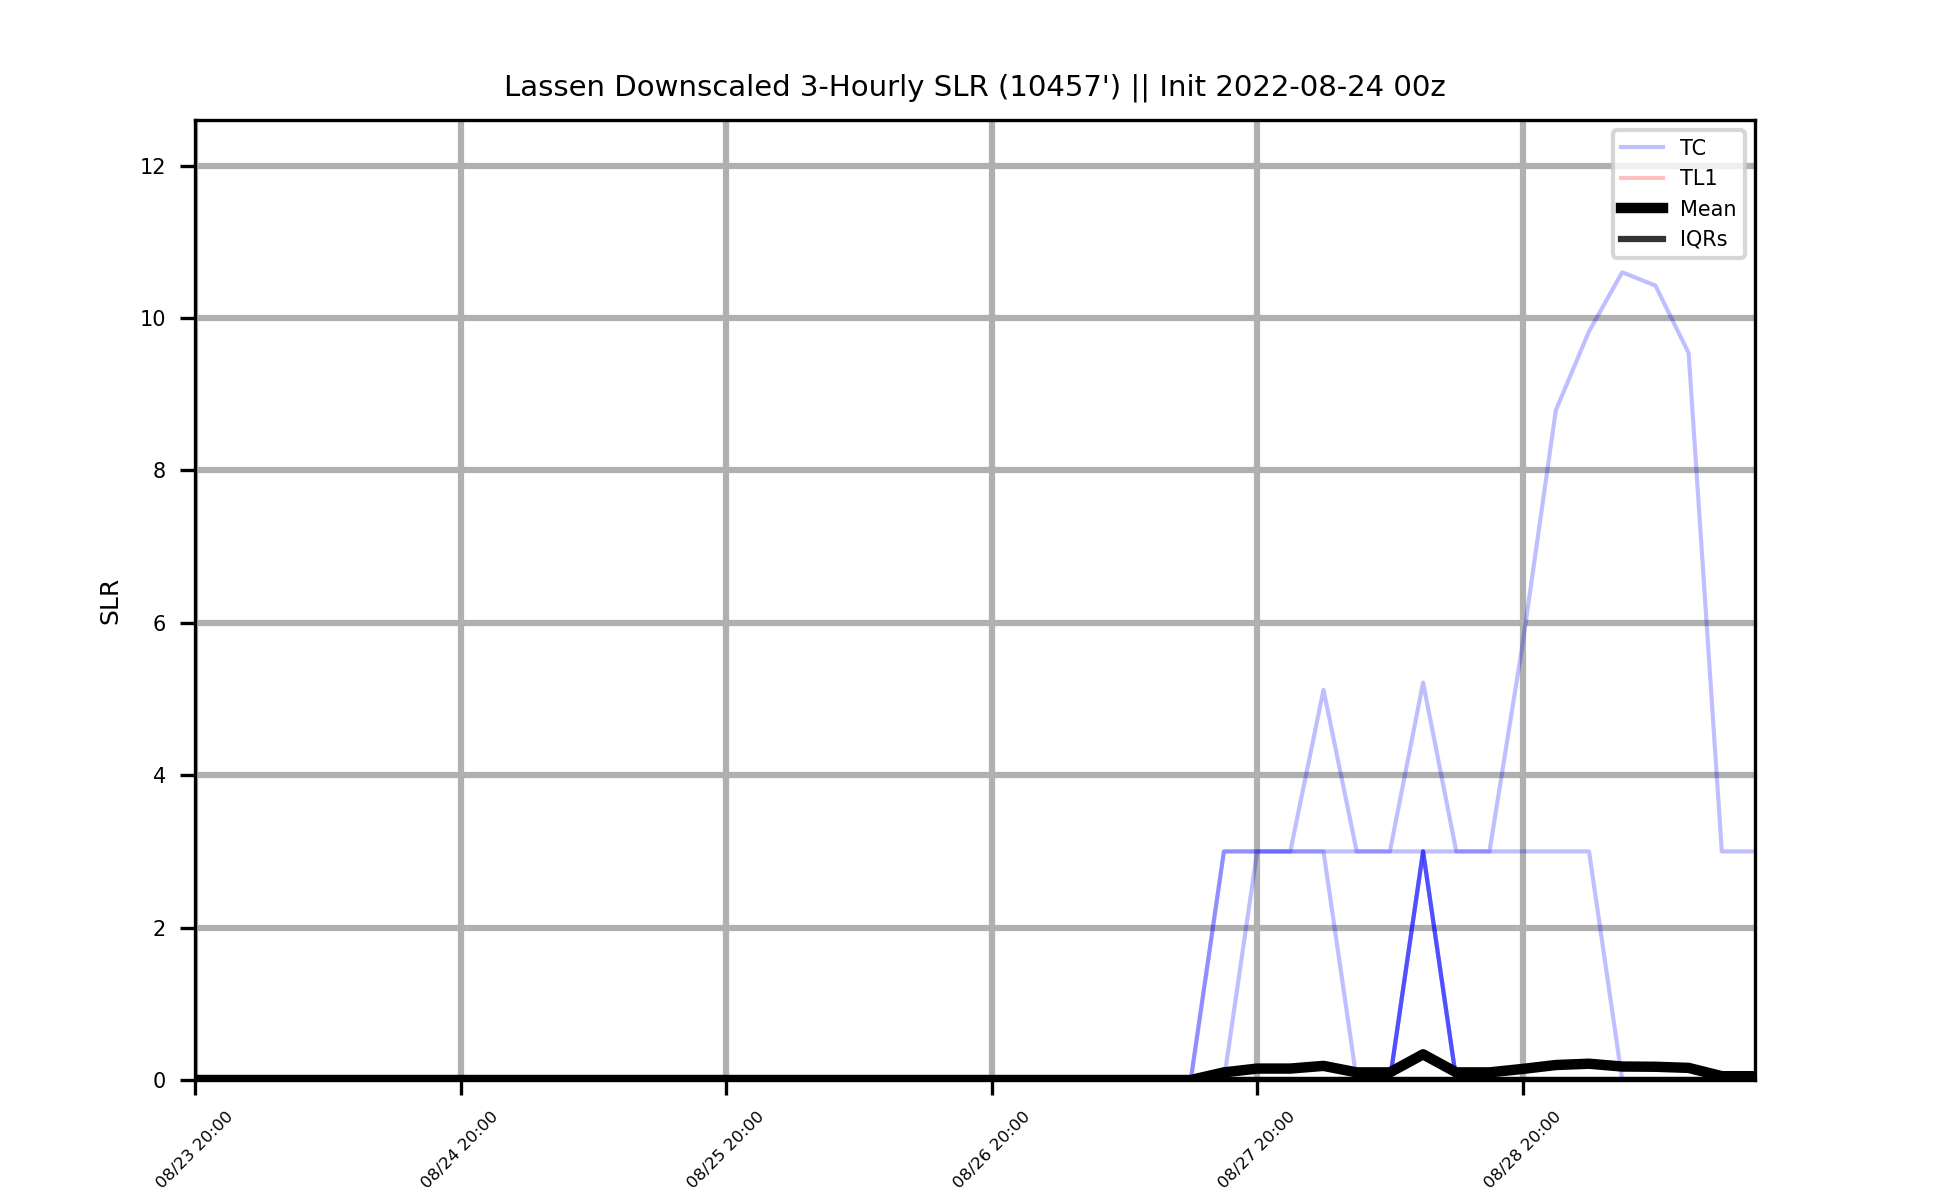 Lassen Downscaled 3-Hourly SLR (10457') || Init 2022-08-24 00z
TC
TL1
Mean
IQRs
12
10
8
6
4
2
0
SLR
08/23 20:00
08/24 20:00
08/25 20:00
08/26 20:00
08/27 20:00
08/28 20:00